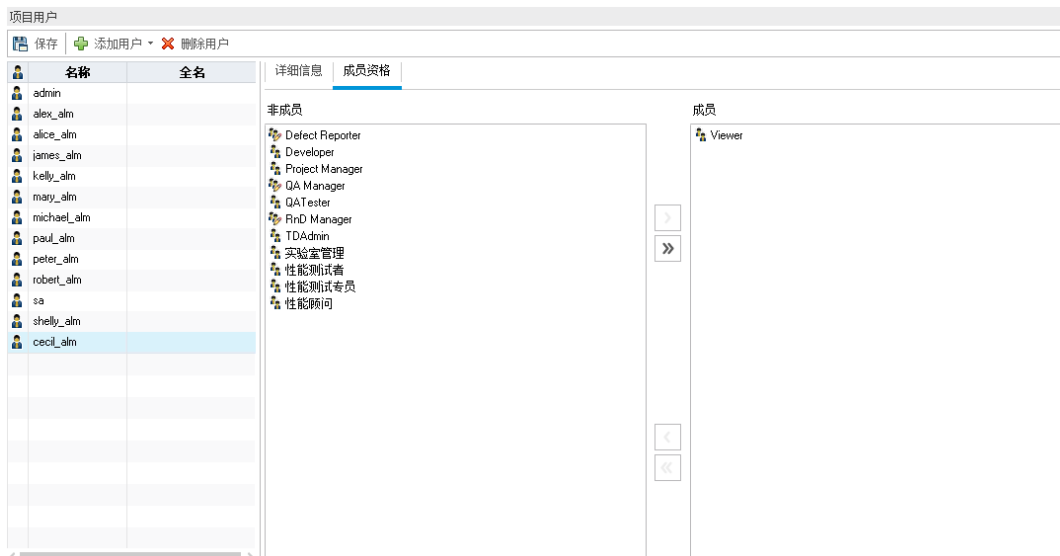 项目用户
保存 添加用户 删除用户
名称 全名
admin
alex_alm
alice_alm
james_alm
kelly_alm
mary_alm
michael_alm
paul_alm
peter_alm
robert_alm
sa
shelly_alm
cecil_alm
详细信息 成员资格
非成员
Defect Reporter
Developer
Project Manager
QA Manager
QATester
RnD Manager
TDAdmin
实验室管理
性能测试者
性能测试专员
性能顾问
成员
Viewer